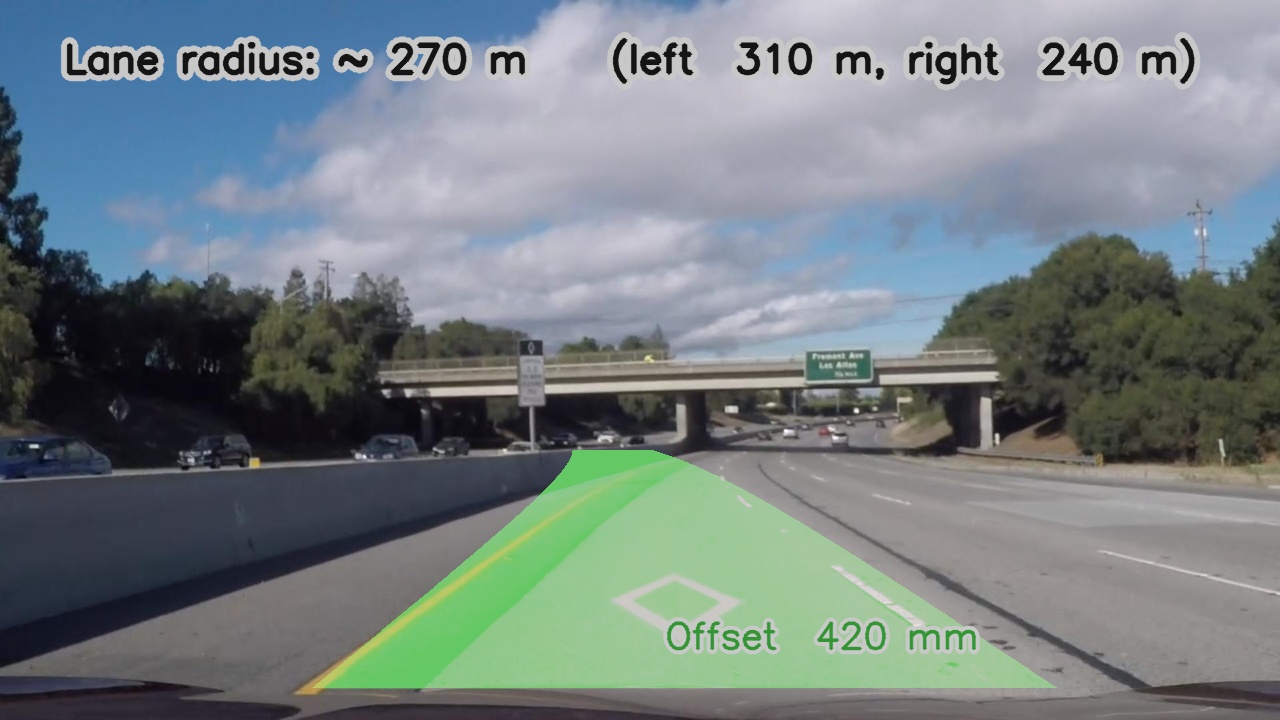 Lane radius: ~ 270 m (left 310 m, right 240 m)
Fremont Ave
Los Altos
Offset 420 mm